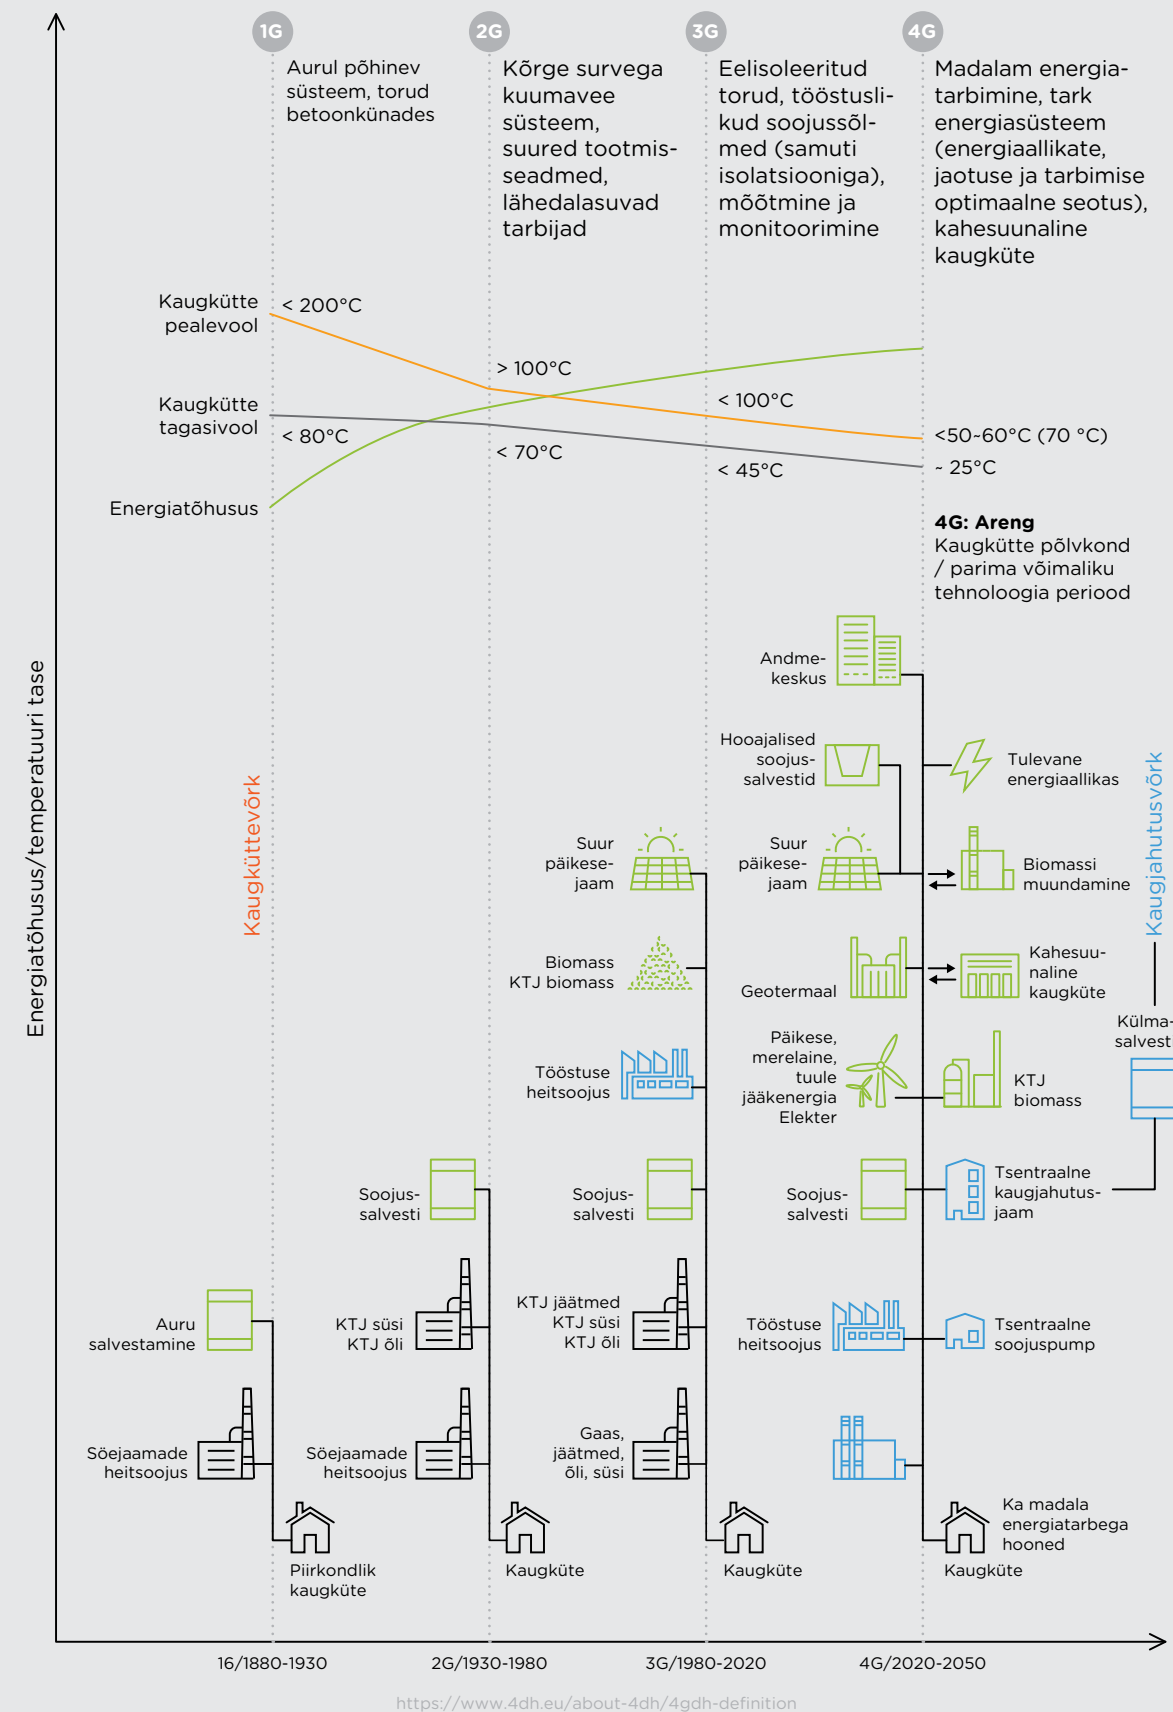 1G
Aurul põhinev
süsteem, torud
betoonkünades
2G
Kõrge survega
kuumavee
süsteem,
suured tootmis-
seadmed,
lähedalasuvad
tarbijad
3G
Eelisoleeritud
torud, tööstusli-
kud soojussõl-
med (samuti
isolatsiooniga),
mõõtmine ja
monitoorimine
4G
Madalam energia-
tarbimine, tark
energiasüsteem
(energiaallikate,
jaotuse ja tarbimise
optimaalne seotus),
kahesuunaline
kaugküte
Kaugkütte
pealevool
< 200°C
> 100°C
< 100°C
<50~60°C (70 °C)
Kaugkütte
tagasivool
< 80°C
< 70°C
< 45°C
~ 25°C
Energiatõhusus
4G: Areng
Kaugkütte põlvkond
/ parima võimaliku
tehnoloogia periood
Energiatõhusus/temperatuuri tase
Kaugküttevõrk
Auru
salvestamine
Söejaamade
heitsoojus
Piirkondlik
kaugküte
Soojus-
salvesti
KTJ süsi
KTJ õli
Söejaamade
heitsoojus
Kaugküte
Suur
päikese-
jaam
Biomass
KTJ biomass
Tööstuse
heitsoojus
Soojus-
salvesti
KTJ jäätmed
KTJ süsi
KTJ õli
Gaas,
jäätmed,
õli, süsi
Kaugküte
Andme-
keskus
Hooajalised
soojus-
salvestid
Suur
päikese-
jaam
Geotermaal
Päikese,
merelaine,
tuule
jääkenergia
Elekter
Soojus-
salvesti
Tööstuse
heitsoojus
Tulevane
energiaallikas
Biomassi
muundamine
Kahesuu-
naline
kaugküte
KTJ
biomass
Tsentraalne
kaugjahutus-
jaam
Tsentraalne
soojuspump
Ka madala
energiatarbega
hooned
Kaugküte
Kaugjahutusvõrk
Külma-
salvest
16/1880-1930
2G/1930-1980
3G/1980-2020
4G/2020-2050
https://www.4dh.eu/about-4dh/4gdh-definition